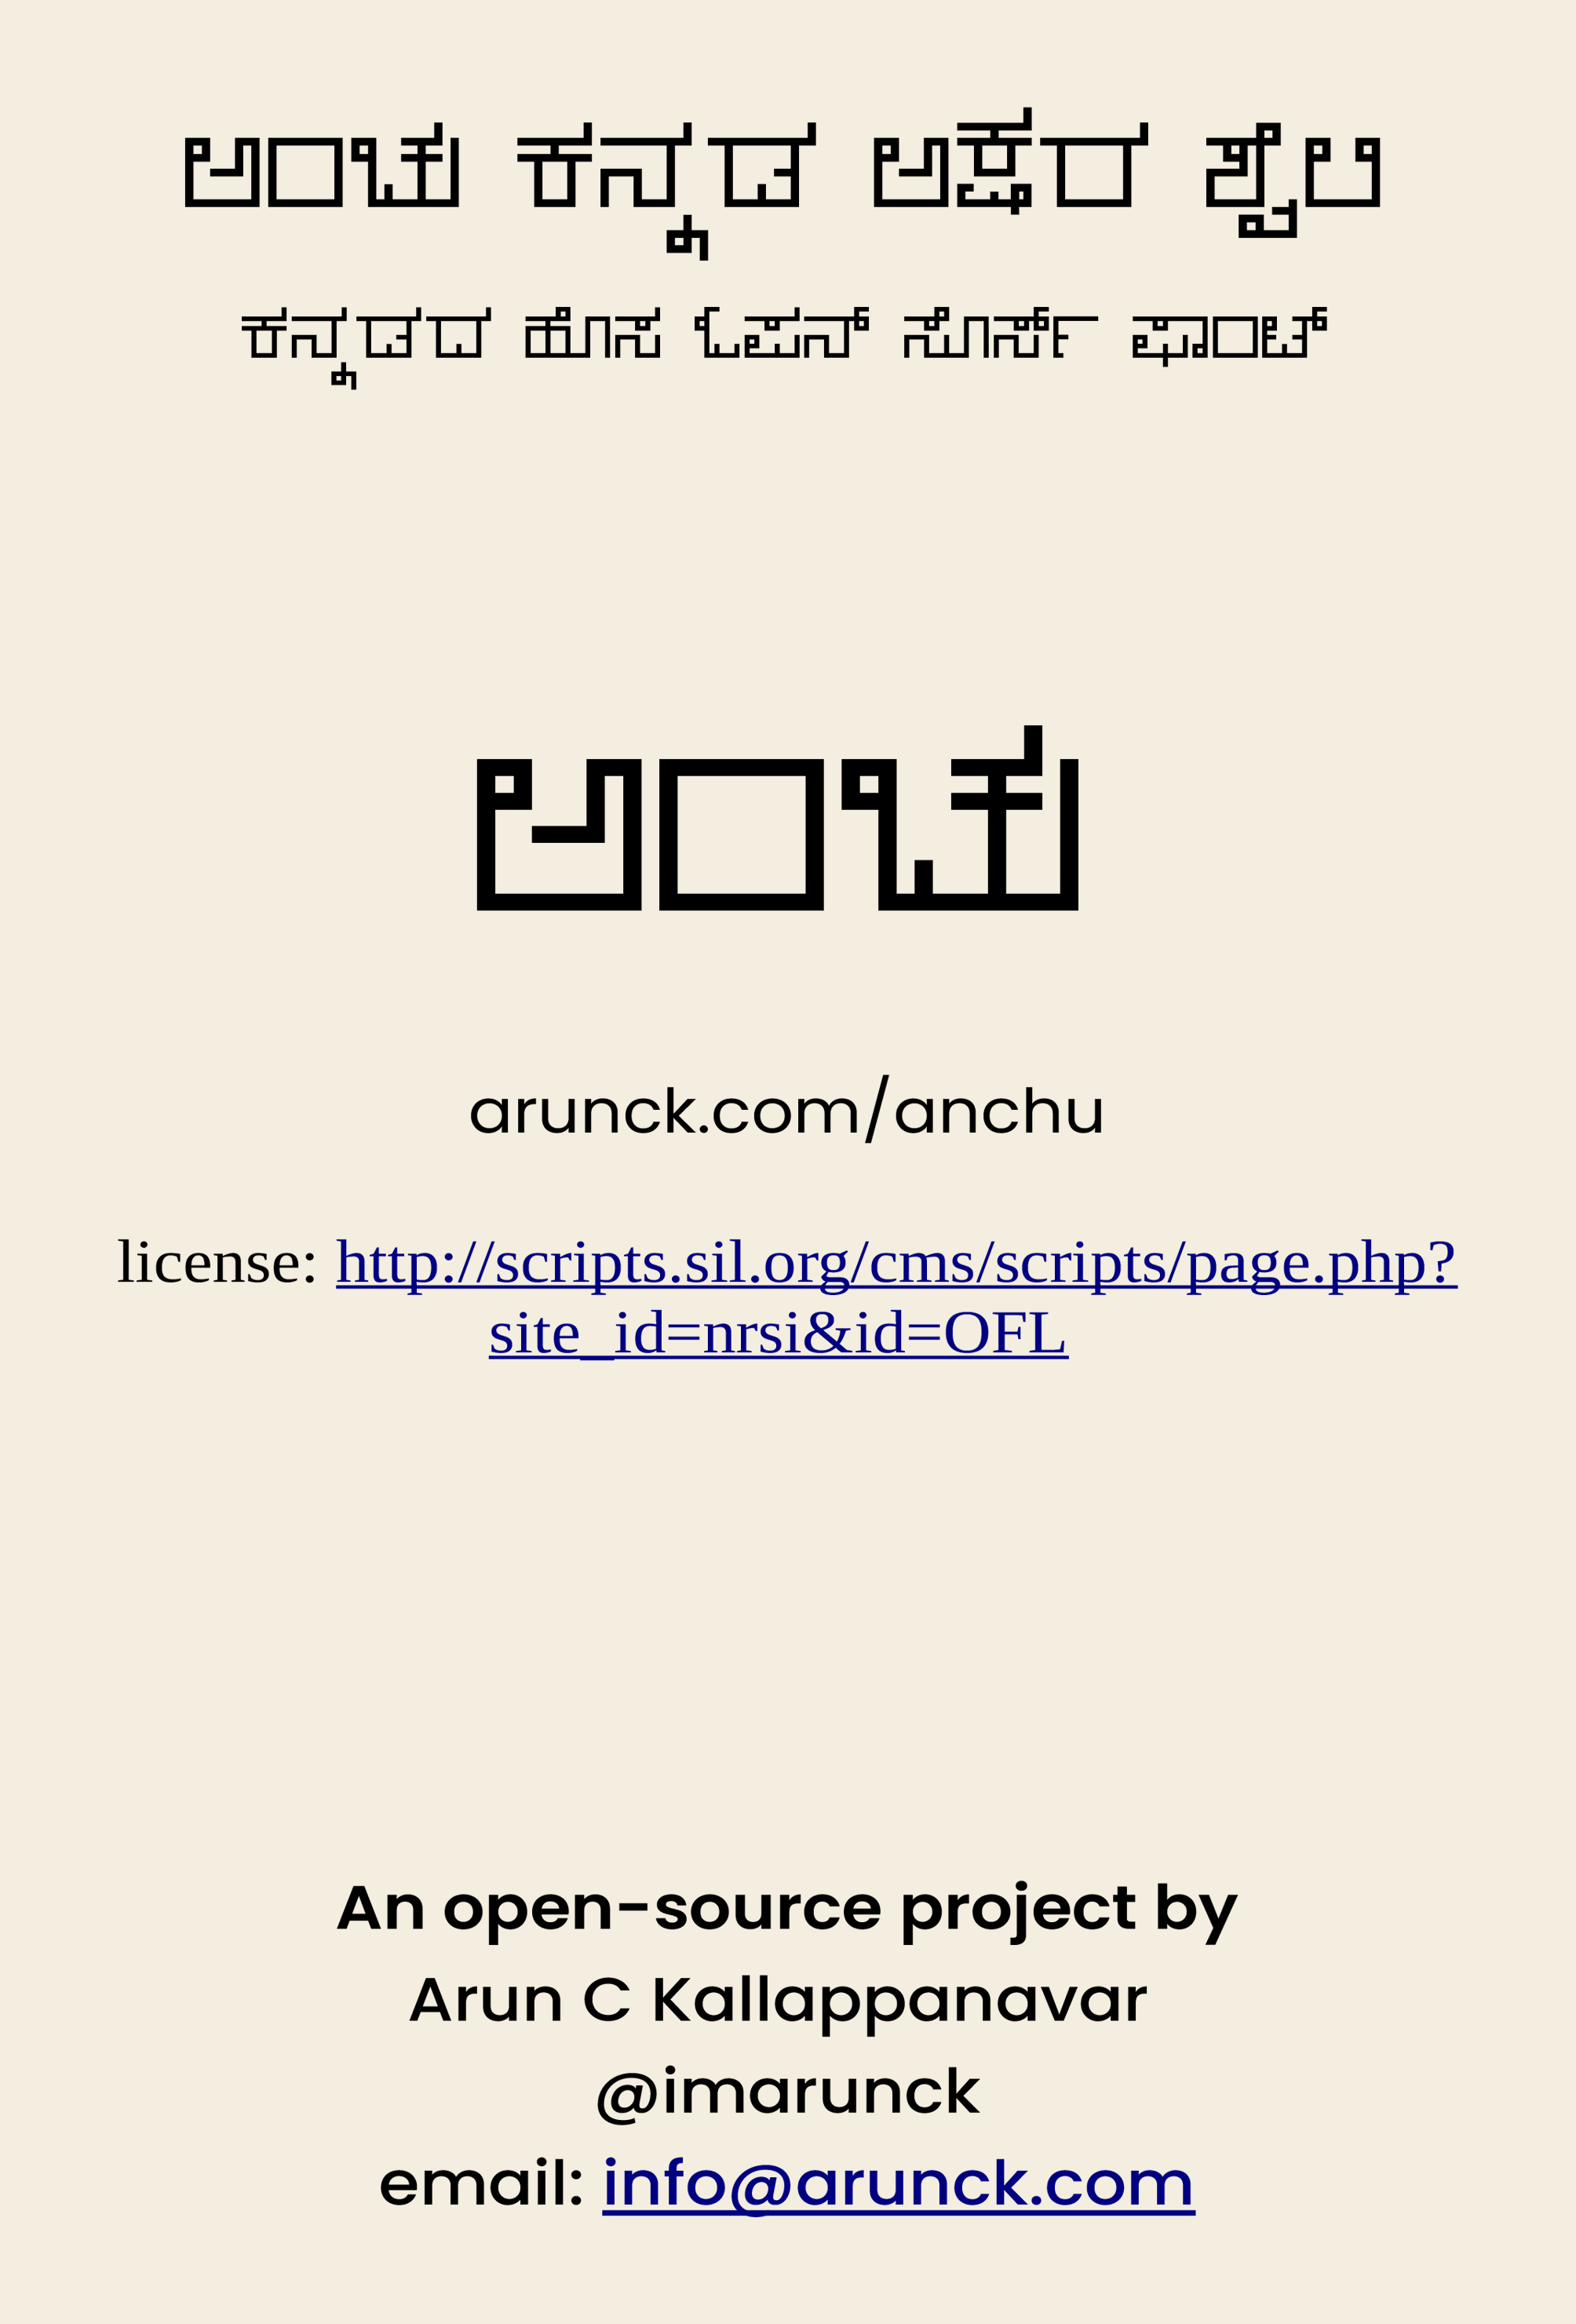 ಅಂಚು ಕನ್ನಡ ಅಕ್ಷರ ಶೈಲಿ
ಕನ್ನಡದ ಹೊಸ ಓಪನ್ ಸೊರ್ಸ್ ಫಾಂಟ್
ಅಂಚು
arunck.com/anchu
license: http://scripts.sil.org/cms/scripts/page.php?
site_id=nrsi&id=OFL
An open-source project by
Arun C Kallappanavar
@imarunck
email: info@arunck.com